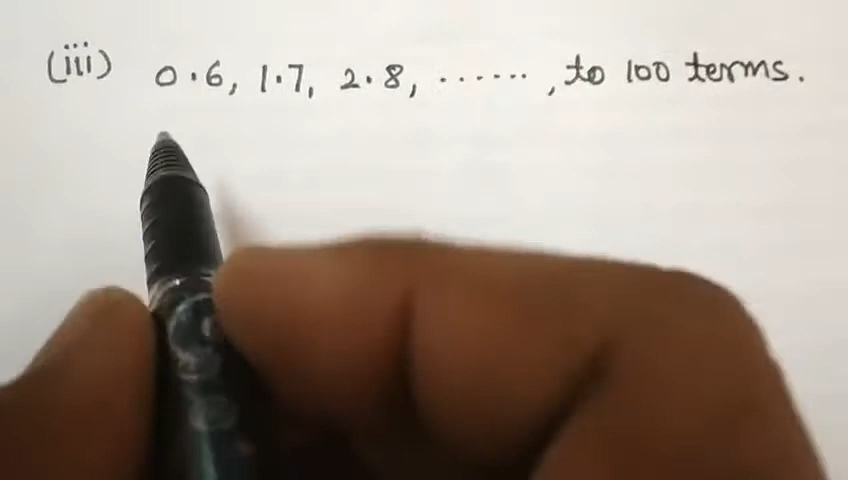 (iii) 0.6, 1.7, 2.8, ......, to 100 terms.